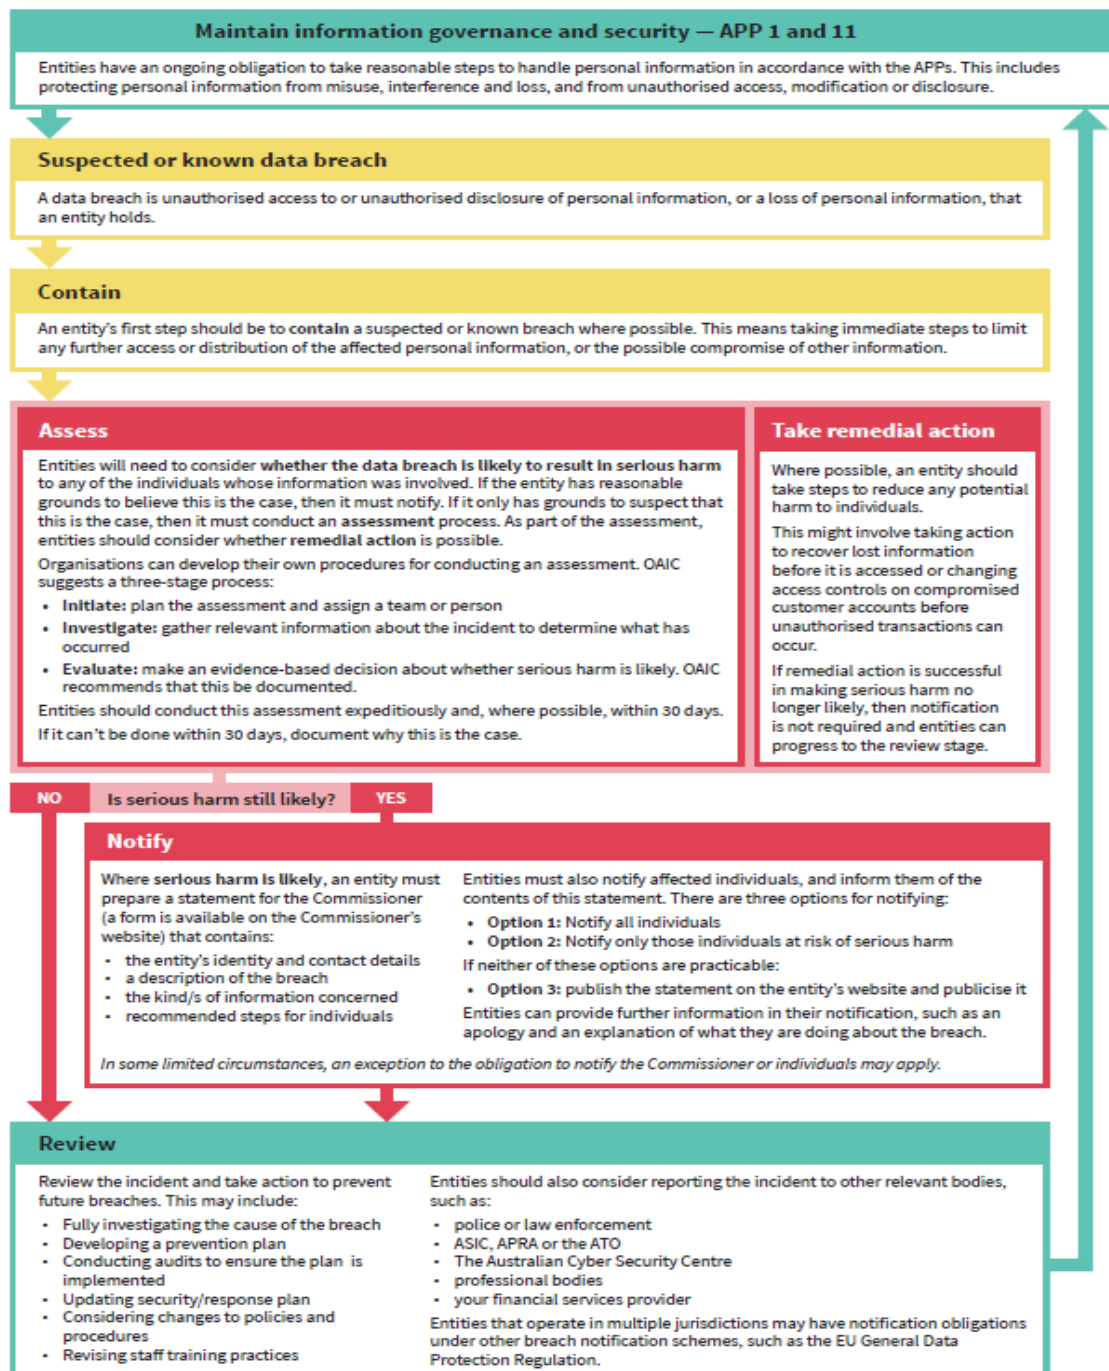 Maintain information governance and security — APP 1 and 11
Entities have an ongoing obligation to take reasonable steps to handle personal information in accordance with the APPs. This includes
protecting personal information from misuse, interference and loss, and from unauthorised access, modification or disclosure.
Suspected or known data breach
A data breach is unauthorised access to or unauthorised disclosure of personal information, or a loss of personal information, that
an entity holds.
Contain
An entity's first step should be to contain a suspected or known breach where possible. This means taking immediate steps to limit
any further access or distribution of the affected personal information, or the possible compromise of other information.
Assess
Entities will need to consider whether the data breach is likely to result in serious harm
to any of the individuals whose information was involved. If the entity has reasonable
grounds to believe this is the case, then it must notify. If it only has grounds to suspect that
this is the case, then it must conduct an assessment process. As part of the assessment,
entities should consider whether remedial action is possible.
Organisations can develop their own procedures for conducting an assessment. OAIC
suggests a three-stage process:
• Initiate: plan the assessment and assign a team or person
• Investigate: gather relevant information about the incident to determine what has
occurred
• Evaluate: make an evidence-based decision about whether serious harm is likely. OAIC
recommends that this be documented.
Entities should conduct this assessment expeditiously and, where possible, within 30 days.
If it can't be done within 30 days, document why this is the case.
Take remedial action
Where possible, an entity should
take steps to reduce any potential
harm to individuals.
This might involve taking action
to recover lost information
before it is accessed or changing
access controls on compromised
customer accounts before
unauthorised transactions can
occur.
If remedial action is successful
in making serious harm no
longer likely, then notification
is not required and entities can
progress to the review stage.
NO Is serious harm still likely? YES
Notify
Where serious harm is likely, an entity must
prepare a statement for the Commissioner
(a form is available on the Commissioner's
website) that contains:
• the entity's identity and contact details
• a description of the breach
• the kind/s of information concerned
• recommended steps for individuals
Entities must also notify affected individuals, and inform them of the
contents of this statement. There are three options for notifying:
• Option 1: Notify all individuals
• Option 2: Notify only those individuals at risk of serious harm
If neither of these options are practicable:
• Option 3: publish the statement on the entity's website and publicise it
Entities can provide further information in their notification, such as an
apology and an explanation of what they are doing about the breach.
In some limited circumstances, an exception to the obligation to notify the Commissioner or individuals may apply.
Review
Review the incident and take action to prevent
future breaches. This may include:
• Fully investigating the cause of the breach
• Developing a prevention plan
• Conducting audits to ensure the plan is
implemented
• Updating security/response plan
• Considering changes to policies and
procedures
• Revising staff training practices
Entities should also consider reporting the incident to other relevant bodies,
such as:
• police or law enforcement
• ASIC, APRA or the ATO
• The Australian Cyber Security Centre
• professional bodies
• your financial services provider
Entities that operate in multiple jurisdictions may have notification obligations
under other breach notification schemes, such as the EU General Data
Protection Regulation.